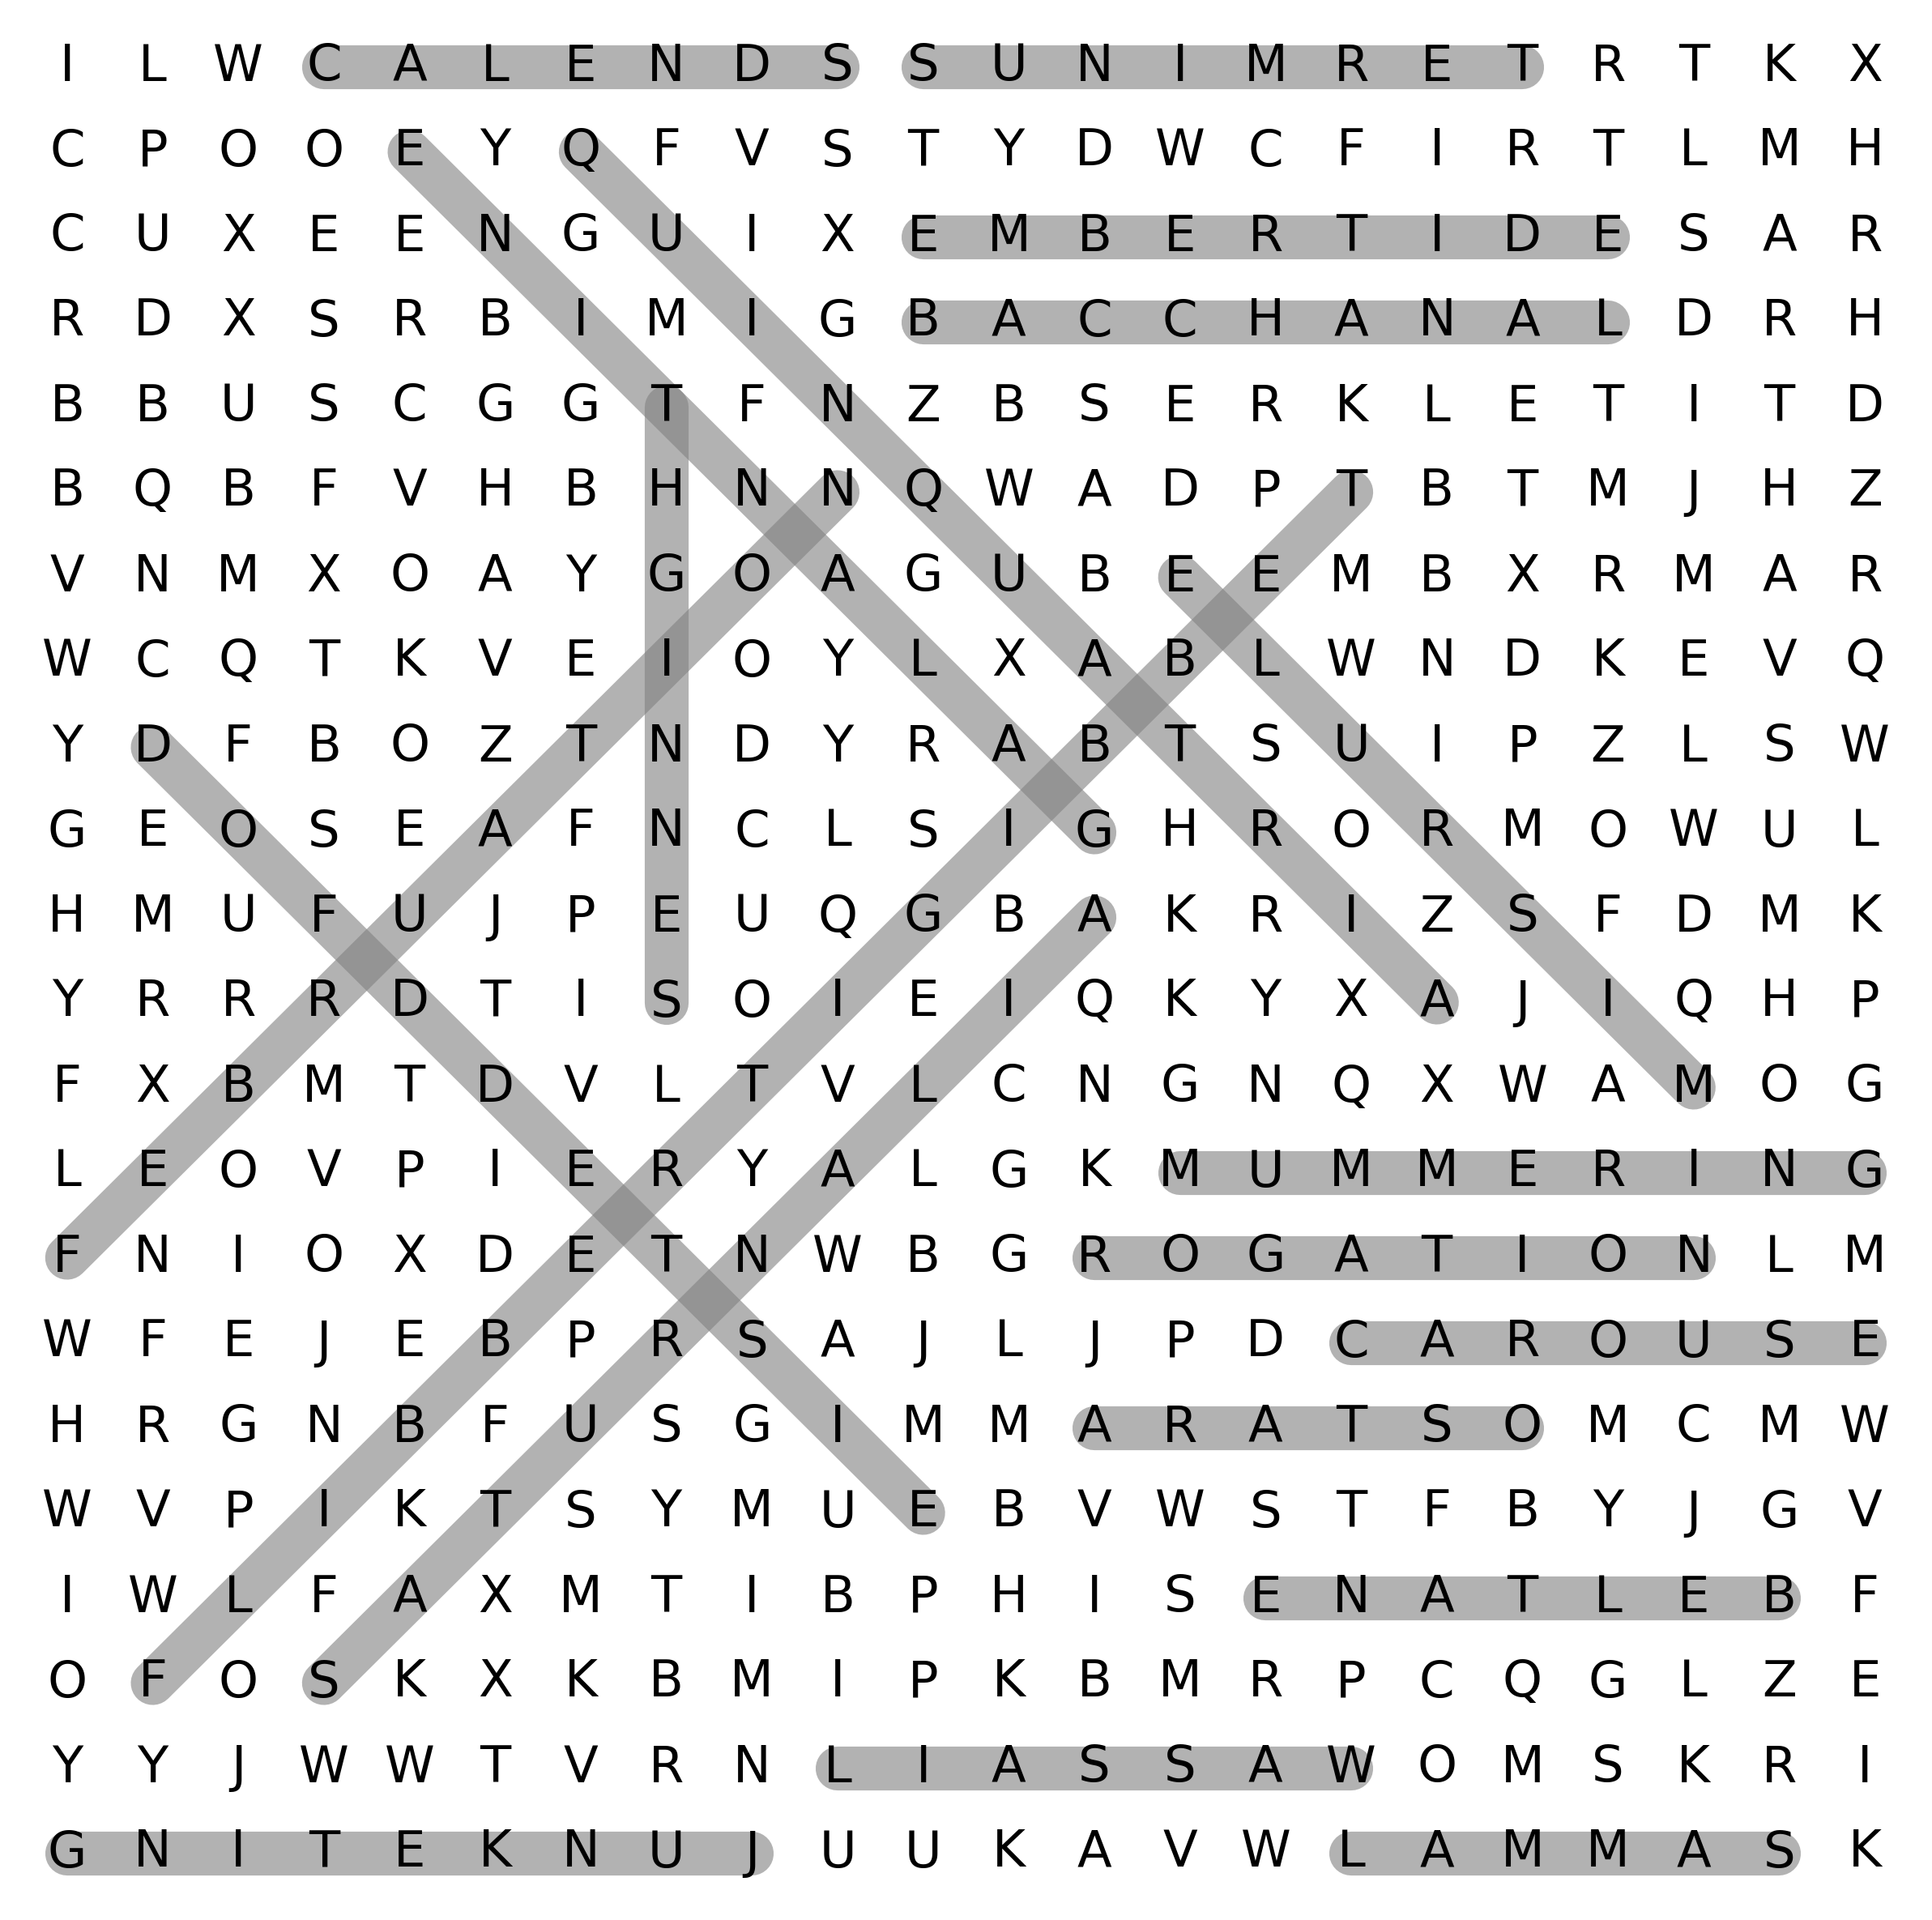 I L W C A L E N D S S U N I M R E T R T K X
C P O O E Y Q F V S T Y D W C F I R T L M H
C U X E E N G U I X E M B E R T I D E S A R
R D X S R B I M I G B A C C H A N A L D R H
B B U S C G G T F N Z B S E R K L E T I T D
B Q B F V H B H N N Q W A D P T B T M J H Z
V N M X O A Y G O A G U B E E M B X R M A R
W C Q T K V E I O Y L X A B L W N D K E V Q
Y D F B O Z T N D Y R A B T S U I P Z L S W
G E O S E A F N C L S I G H R O R M O W U L
H M U F U J P E U Q G B A K R I Z S F D M K
Y R R R D T I S O I E I Q K Y X A J I Q H P
F X B M T D V L T V L C N G N Q X W A M O G
L E O V P I E R Y A L G K M U M M E R I N G
F N I O X D E T N W B G R O G A T I O N L M
W F E J E B P R S A J L J P D C A R O U S E
H R G N B F U S G I M M A R A T S O M C M W
W V P I K T S Y M U E B V W S T F B Y J G V
I W L F A X M T I B P H I S E N A T L E B F
O F O S K X K B M I P K B M R P C Q G L Z E
Y Y J W W T V R N L I A S S A W O M S K R I
G N I T E K N U J U U K A V W L A M M A S K